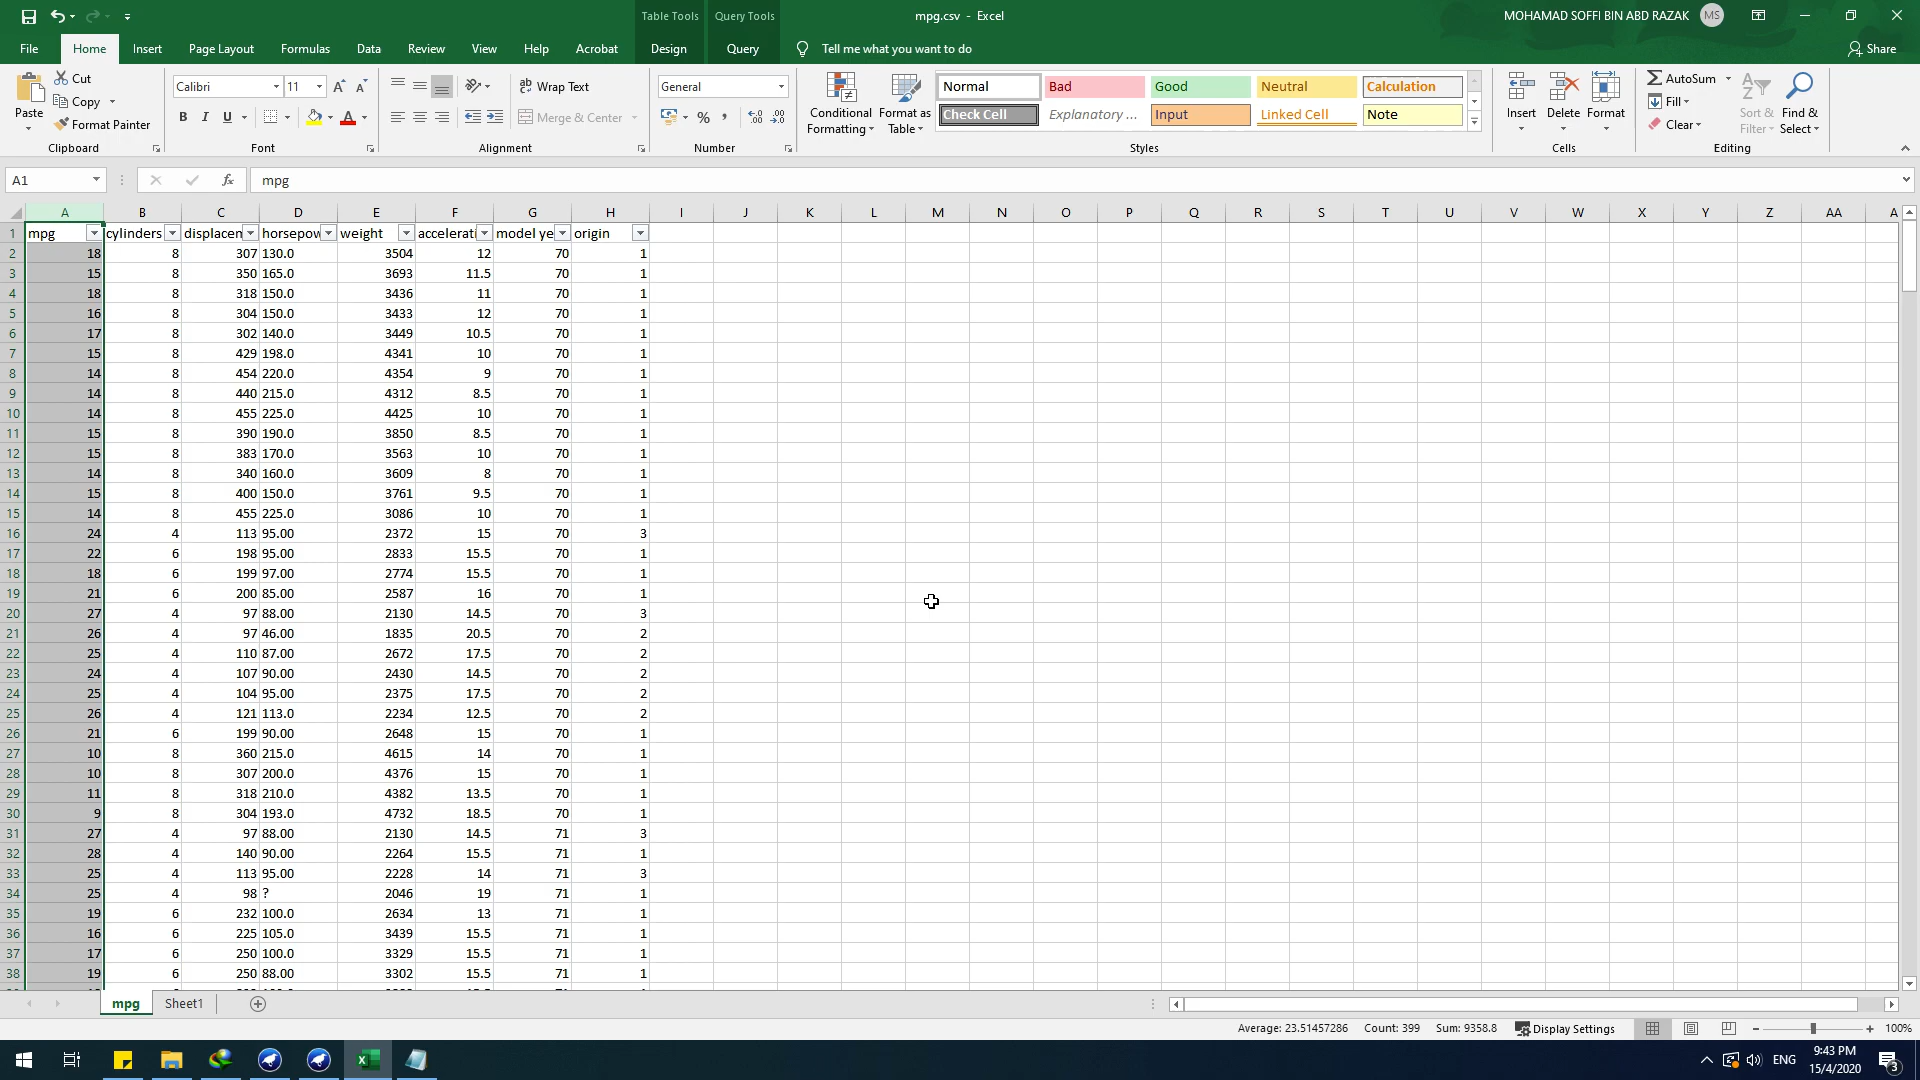 Table Tools Query Tools mpg.csv - Excel MOHAMAD SOFFI BIN ABD RAZAK MS
File Home Insert Page Layout Formulas Data Review View Help Acrobat Design Query Tell me what you want to do Share
Cut
Copy
Format Painter
Paste
Clipboard
Calibri 11
B I U
Font
Wrap Text
Merge & Center
Alignment
General
%
Number
Conditional Formatting
Format as Table
Normal Bad Good Neutral Calculation
Check Cell Explanatory ... Input Linked Cell Note
Styles
Insert Delete Format
Cells
AutoSum
Fill
Clear
Sort & Filter
Find & Select
Editing
A1 fx mpg
A B C D E F G H I J K L M N O P Q R S T U V W X Y Z AA A
1 mpg cylinders displacen horsepov weight accelerati model ye origin
2 18 8 307 130.0 3504 12 70 1
3 15 8 350 165.0 3693 11.5 70 1
4 18 8 318 150.0 3436 11 70 1
5 16 8 304 150.0 3433 12 70 1
6 17 8 302 140.0 3449 10.5 70 1
7 15 8 429 198.0 4341 10 70 1
8 14 8 454 220.0 4354 9 70 1
9 14 8 440 215.0 4312 8.5 70 1
10 14 8 455 225.0 4425 10 70 1
11 15 8 390 190.0 3850 8.5 70 1
12 15 8 383 170.0 3563 10 70 1
13 14 8 340 160.0 3609 8 70 1
14 15 8 400 150.0 3761 9.5 70 1
15 14 8 455 225.0 3086 10 70 1
16 24 4 113 95.00 2372 15 70 3
17 22 6 198 95.00 2833 15.5 70 1
18 18 6 199 97.00 2774 15.5 70 1
19 21 6 200 85.00 2587 16 70 1
20 27 4 97 88.00 2130 14.5 70 3
21 26 4 97 46.00 1835 20.5 70 2
22 25 4 110 87.00 2672 17.5 70 2
23 24 4 107 90.00 2430 14.5 70 2
24 25 4 104 95.00 2375 17.5 70 2
25 26 4 121 113.0 2234 12.5 70 2
26 21 6 199 90.00 2648 15 70 1
27 10 8 360 215.0 4615 14 70 1
28 10 8 307 200.0 4376 15 70 1
29 11 8 318 210.0 4382 13.5 70 1
30 9 8 304 193.0 4732 18.5 70 1
31 27 4 97 88.00 2130 14.5 71 3
32 28 4 140 90.00 2264 15.5 71 1
33 25 4 113 95.00 2228 14 71 3
34 25 4 98 ? 2046 19 71 1
35 19 6 232 100.0 2634 13 71 1
36 16 6 225 105.0 3439 15.5 71 1
37 17 6 250 100.0 3329 15.5 71 1
38 19 6 250 88.00 3302 15.5 71 1
mpg Sheet1
Average: 23.51457286 Count: 399 Sum: 9358.8 Display Settings 100%
ENG 9:43 PM
15/4/2020 3